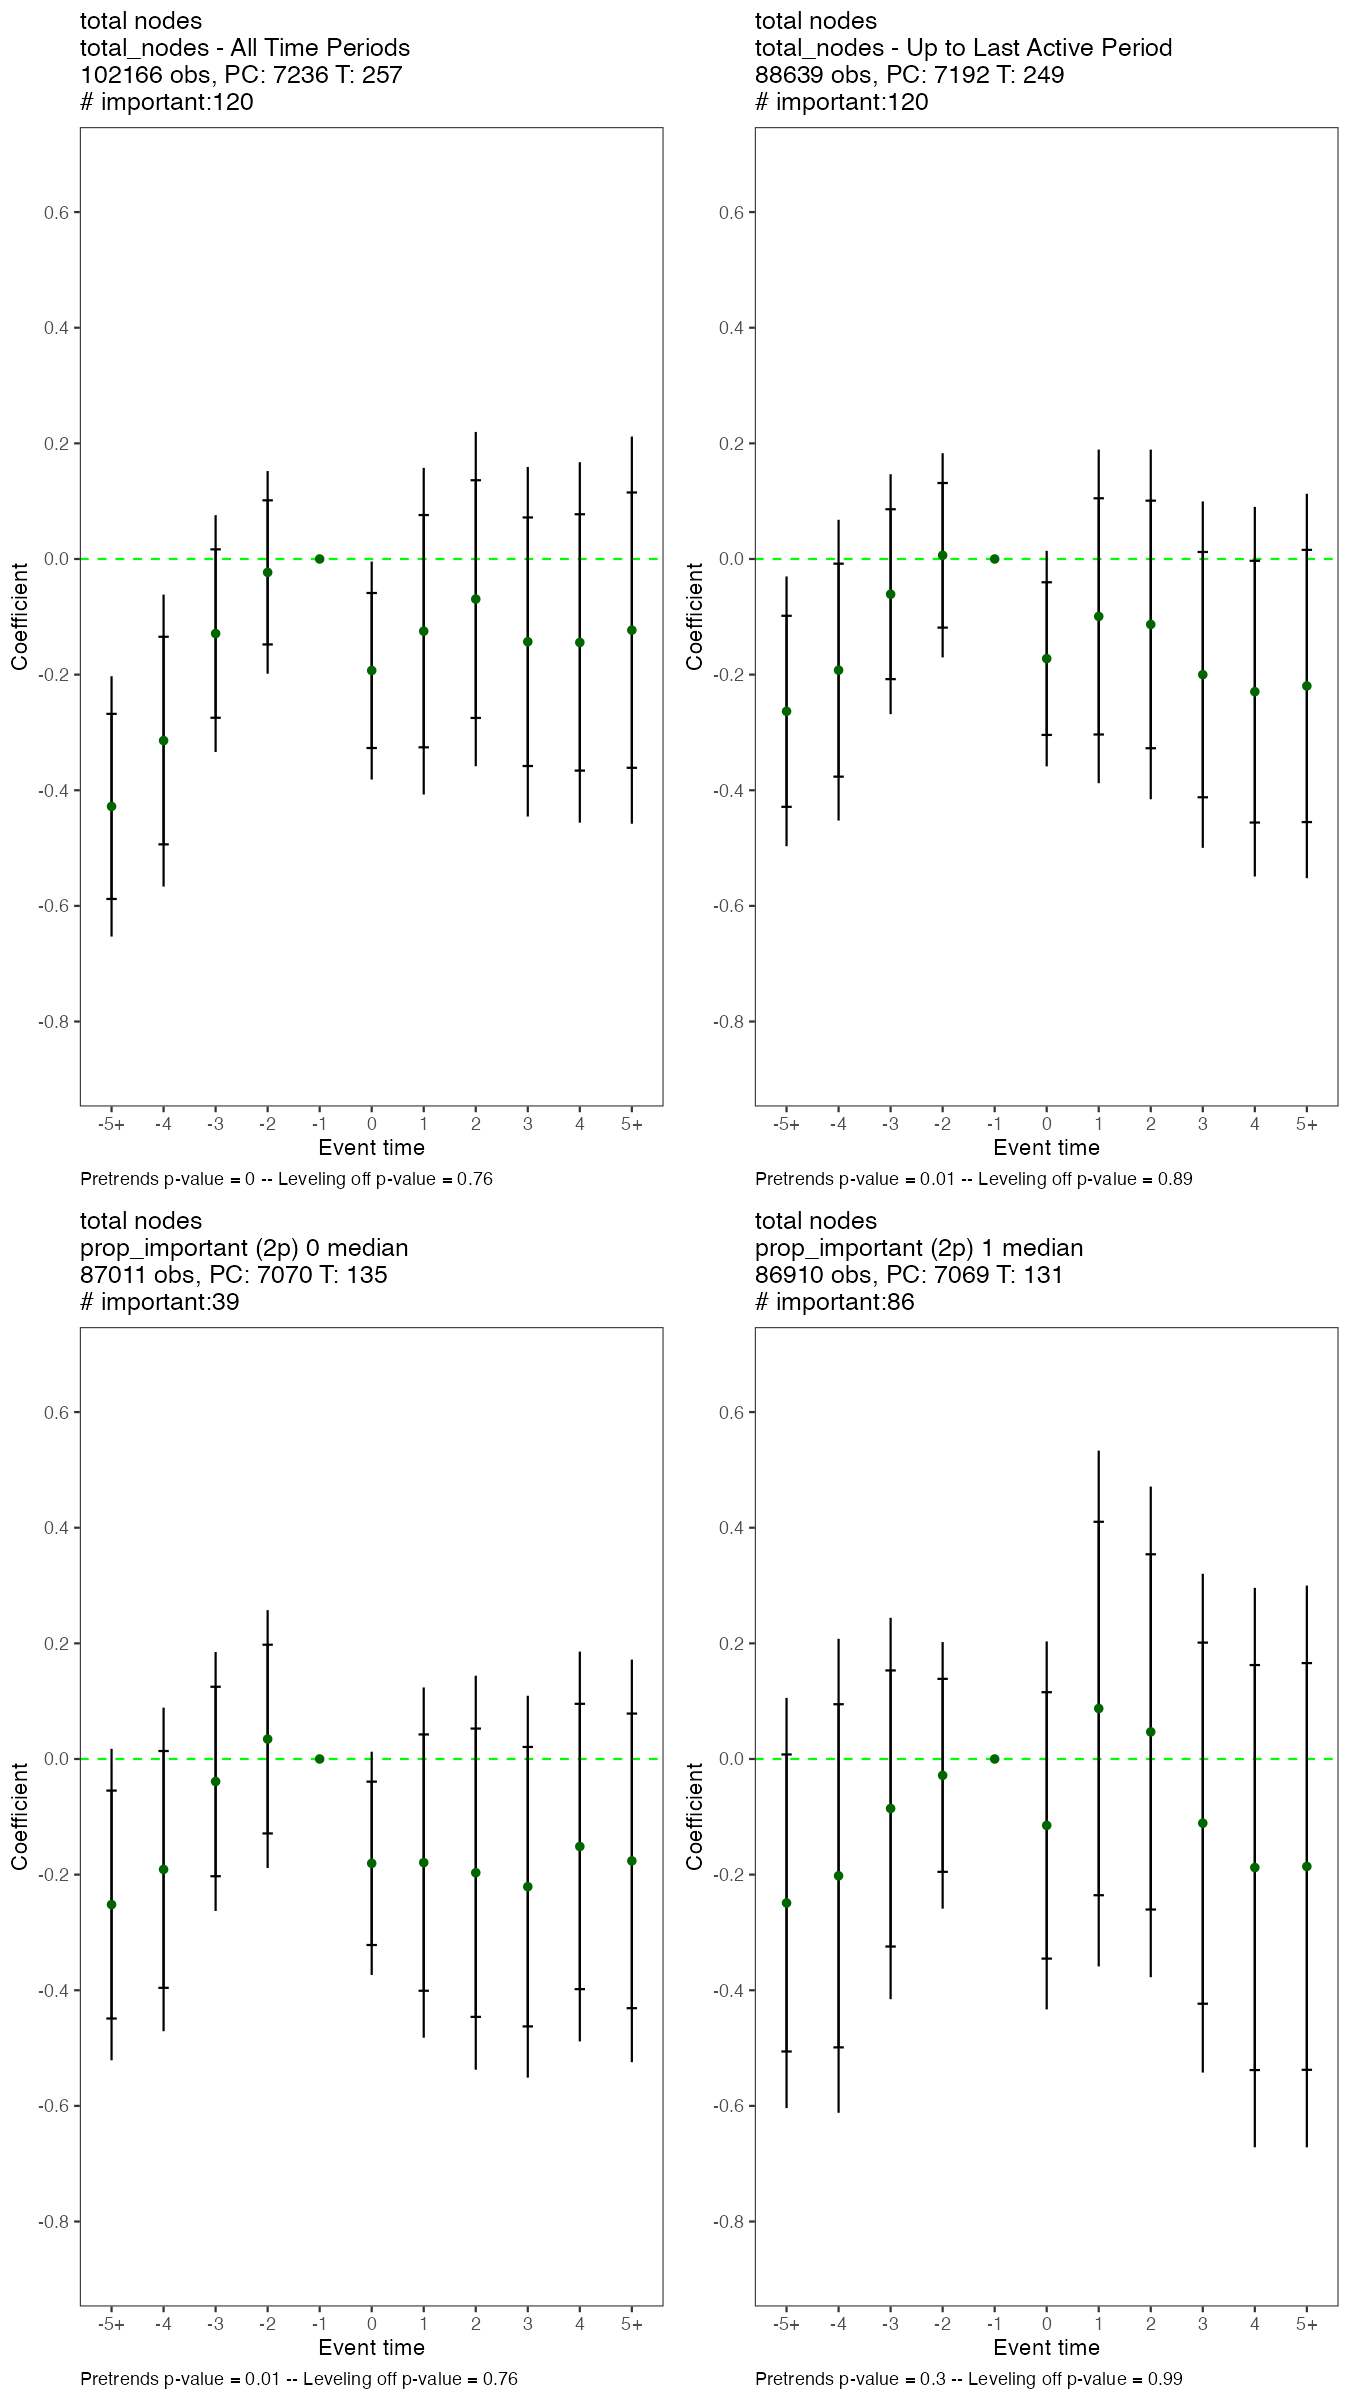 total nodes
total_nodes - All Time Periods
102166 obs, PC: 7236 T: 257
# important:120
0.6
0.4
0.2
0.0
-0.2
-0.4
-0.6
-0.8
Coefficient
-5+ -4 -3 -2 -1 0 1 2 3 4 5+
Event time
Pretrends p-value = 0 -- Leveling off p-value = 0.76
total nodes
total_nodes - Up to Last Active Period
88639 obs, PC: 7192 T: 249
# important:120
0.6
0.4
0.2
0.0
-0.2
-0.4
-0.6
-0.8
Coefficient
-5+ -4 -3 -2 -1 0 1 2 3 4 5+
Event time
Pretrends p-value = 0.01 -- Leveling off p-value = 0.89
total nodes
prop_important (2p) 0 median
87011 obs, PC: 7070 T: 135
# important:39
0.6
0.4
0.2
0.0
-0.2
-0.4
-0.6
-0.8
Coefficient
-5+ -4 -3 -2 -1 0 1 2 3 4 5+
Event time
Pretrends p-value = 0.01 -- Leveling off p-value = 0.76
total nodes
prop_important (2p) 1 median
86910 obs, PC: 7069 T: 131
# important:86
0.6
0.4
0.2
0.0
-0.2
-0.4
-0.6
-0.8
Coefficient
-5+ -4 -3 -2 -1 0 1 2 3 4 5+
Event time
Pretrends p-value = 0.3 -- Leveling off p-value = 0.99